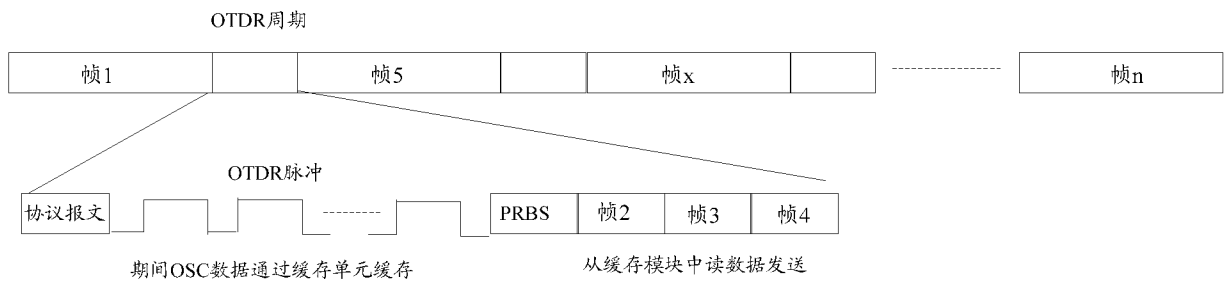 OTDR周期
帧1 帧5 帧x 帧n
OTDR脉冲
协议报文 PRBS 帧2 帧3 帧4
期间OSC数据通过缓存单元缓存 从缓存模块中读数据发送